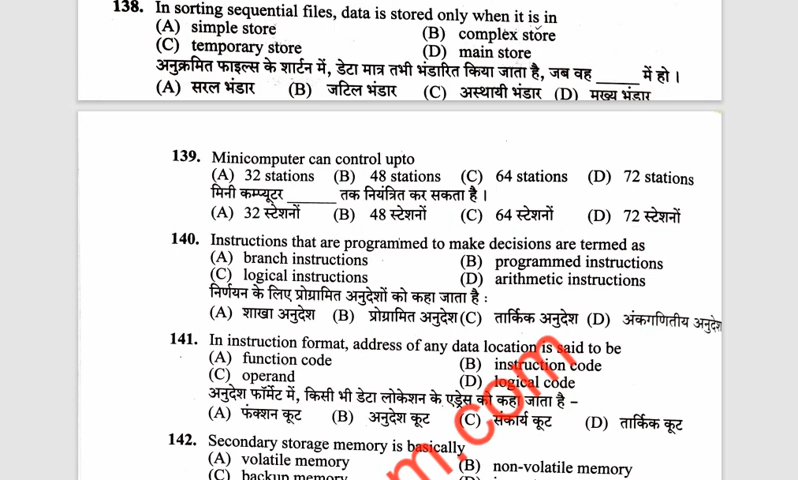 138. In sorting sequential files, data is stored only when it is in
(A) simple store (B) complex store
(C) temporary store (D) main store
अनुक्रमित फाइल्स के शार्टन में, डेटा मात्र तभी भंडारित किया जाता है, जब वह _____ में हो ।
(A) सरल भंडार (B) जटिल भंडार (C) अस्थायी भंडार (D) मुख्य भंडार
139. Minicomputer can control upto
(A) 32 stations (B) 48 stations (C) 64 stations (D) 72 stations
मिनी कम्प्यूटर ______ तक नियंत्रित कर सकता है ।
(A) 32 स्टेशनों (B) 48 स्टेशनों (C) 64 स्टेशनों (D) 72 स्टेशनों
140. Instructions that are programmed to make decisions are termed as
(A) branch instructions (B) programmed instructions
(C) logical instructions (D) arithmetic instructions
निर्णयन के लिए प्रोग्रामित अनुदेशों को कहा जाता है :
(A) शाखा अनुदेश (B) प्रोग्रामित अनुदेश (C) तार्किक अनुदेश (D) अंकगणितीय अनुदेश
141. In instruction format, address of any data location is said to be
(A) function code (B) instruction code
(C) operand (D) logical code
अनुदेश फॉर्मेट में, किसी भी डेटा लोकेशन के एड्रेस को कहा जाता है –
(A) फंक्शन कूट (B) अनुदेश कूट (C) संकार्य कूट (D) तार्किक कूट
142. Secondary storage memory is basically
(A) volatile memory (B) non-volatile memory
(C) backup memory (D)
m.com